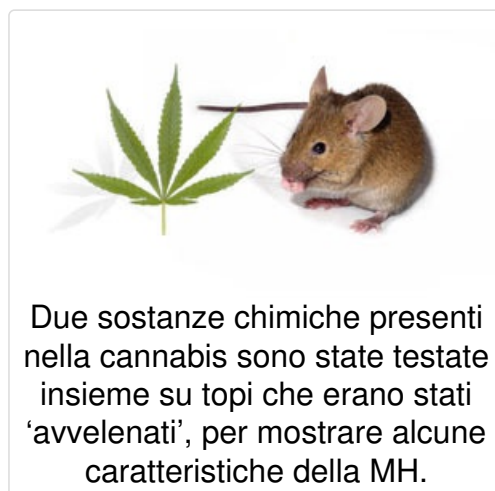 Due sostanze chimiche presenti
nella cannabis sono state testate
insieme su topi che erano stati
‘avvelenati’, per mostrare alcune
caratteristiche della MH.